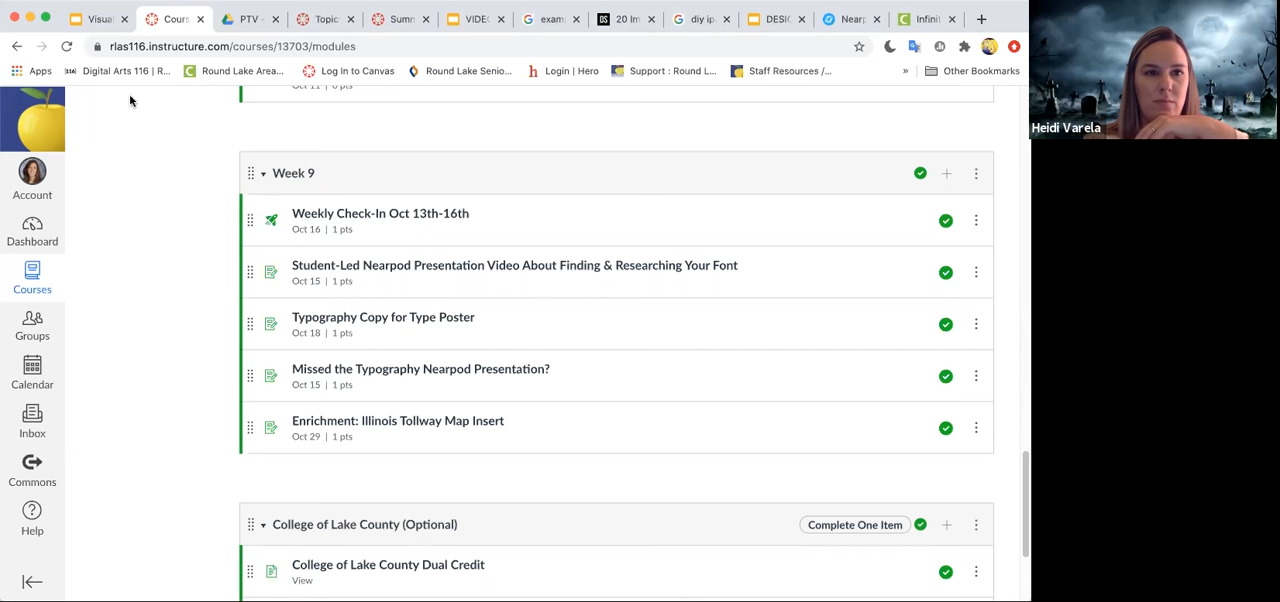 Visual
Cours
PTV -
Topic
Sumn
VIDE
exam
20 Im
diy ip
DESI
Nearp
Infinit
rlas116.instructure.com/courses/13703/modules
Apps
Digital Arts 116 | R...
Round Lake Area...
Log In to Canvas
Round Lake Senio...
Login | Hero
Support : Round L...
Staff Resources /...
»
Other Bookmarks
Heidi Varela
Account
Dashboard
Courses
Groups
Calendar
Inbox
Commons
Help
Oct 11 | 0 pts
Week 9
Weekly Check-In Oct 13th-16th
Oct 16 | 1 pts
Student-Led Nearpod Presentation Video About Finding & Researching Your Font
Oct 15 | 1 pts
Typography Copy for Type Poster
Oct 18 | 1 pts
Missed the Typography Nearpod Presentation?
Oct 15 | 1 pts
Enrichment: Illinois Tollway Map Insert
Oct 29 | 1 pts
College of Lake County (Optional)
Complete One Item
College of Lake County Dual Credit
View